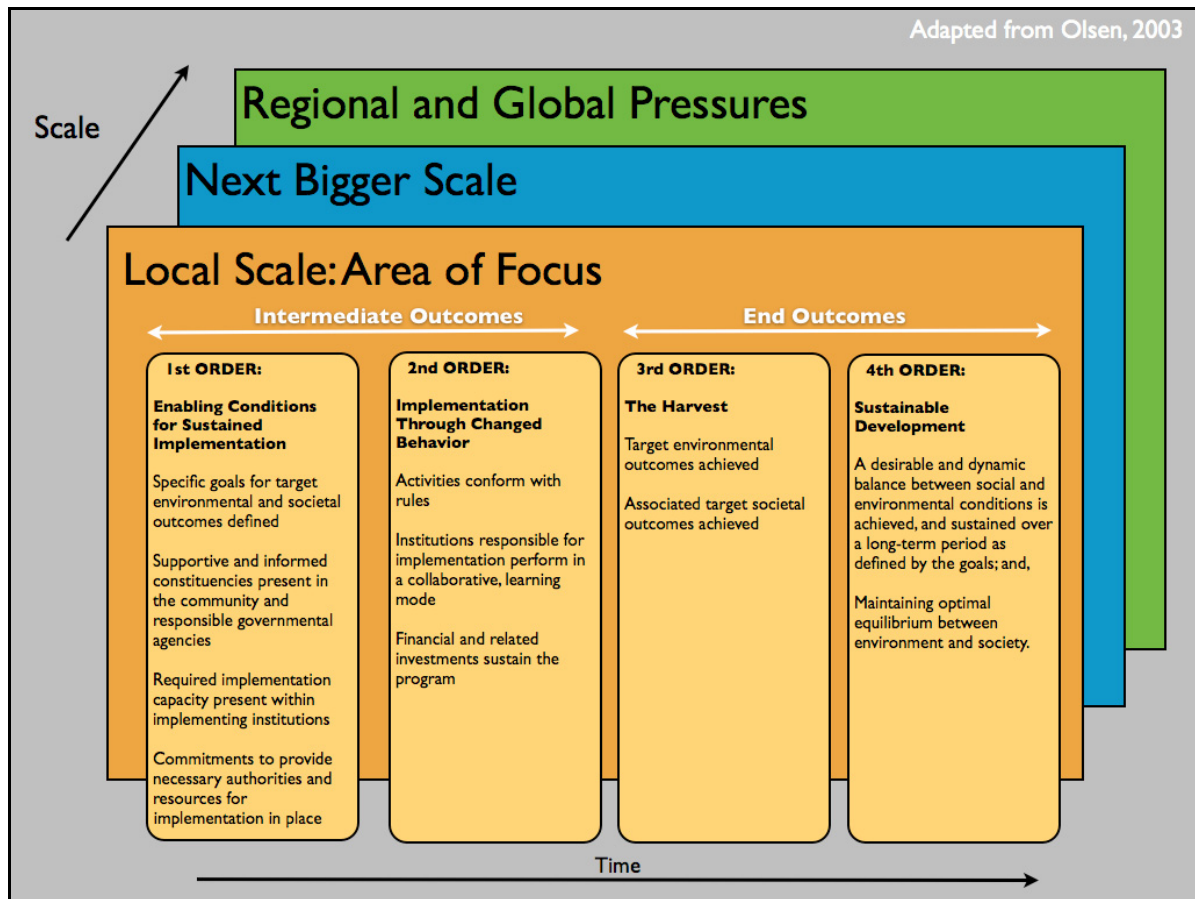 Adapted from Olsen, 2003
Scale
Regional and Global Pressures
Next Bigger Scale
Local Scale: Area of Focus
Intermediate Outcomes
End Outcomes
1st ORDER:
Enabling Conditions
for Sustained
Implementation
Specific goals for target
environmental and societal
outcomes defined
Supportive and informed
constituencies present in
the community and
responsible governmental
agencies
Required implementation
capacity present within
implementing institutions
Commitments to provide
necessary authorities and
resources for
implementation in place
2nd ORDER:
Implementation
Through Changed
Behavior
Activities conform with
rules
Institutions responsible for
implementation perform in
a collaborative, learning
mode
Financial and related
investments sustain the
program
3rd ORDER:
The Harvest
Target environmental
outcomes achieved
Associated target societal
outcomes achieved
4th ORDER:
Sustainable
Development
A desirable and dynamic
balance between social and
environmental conditions is
achieved, and sustained over
a long-term period as
defined by the goals; and,
Maintaining optimal
equilibrium between
environment and society.
Time